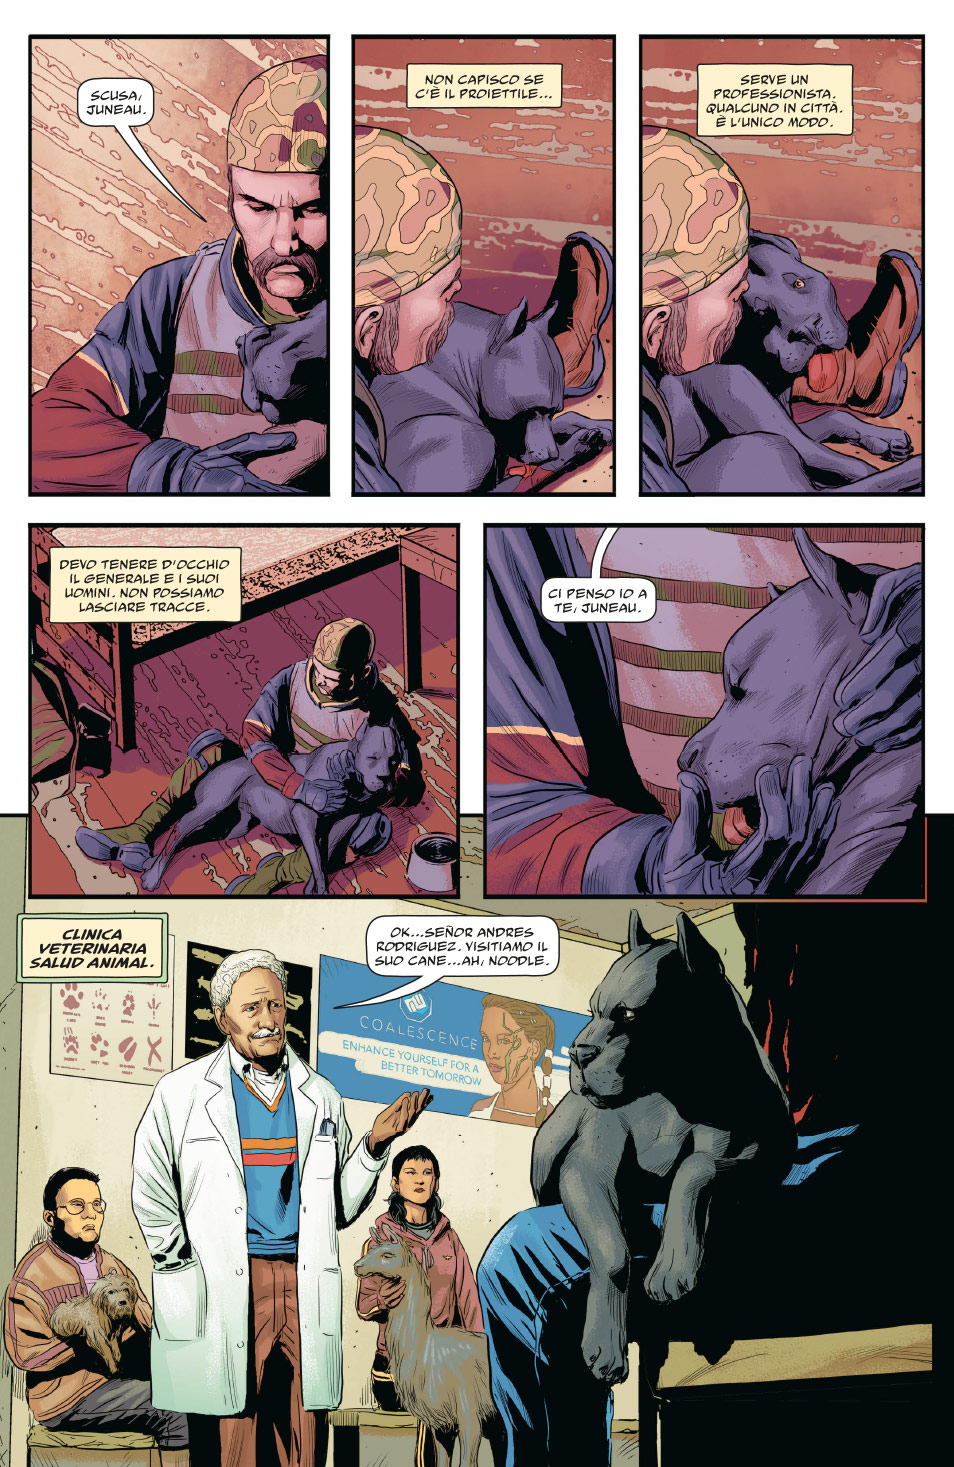 SCUSA,
JUNEAU.
NON CAPISCO SE
C'È IL PROIETTILE...
SERVE UN
PROFESSIONISTA.
QUALCUNO IN CITTÀ.
È L'UNICO MODO.
DEVO TENERE D'OCCHIO
IL GENERALE E I SUOI
UOMINI. NON POSSIAMO
LASCIARE TRACCE.
CI PENSO IO A
TE, JUNEAU.
CLINICA
VETERINARIA
SALUD ANIMAL.
OK...SEÑOR ANDRES
RODRIGUEZ. VISITIAMO IL
SUO CANE...AH, NOODLE.
COALESCENCE
ENHANCE YOURSELF FOR A
BETTER TOMORROW